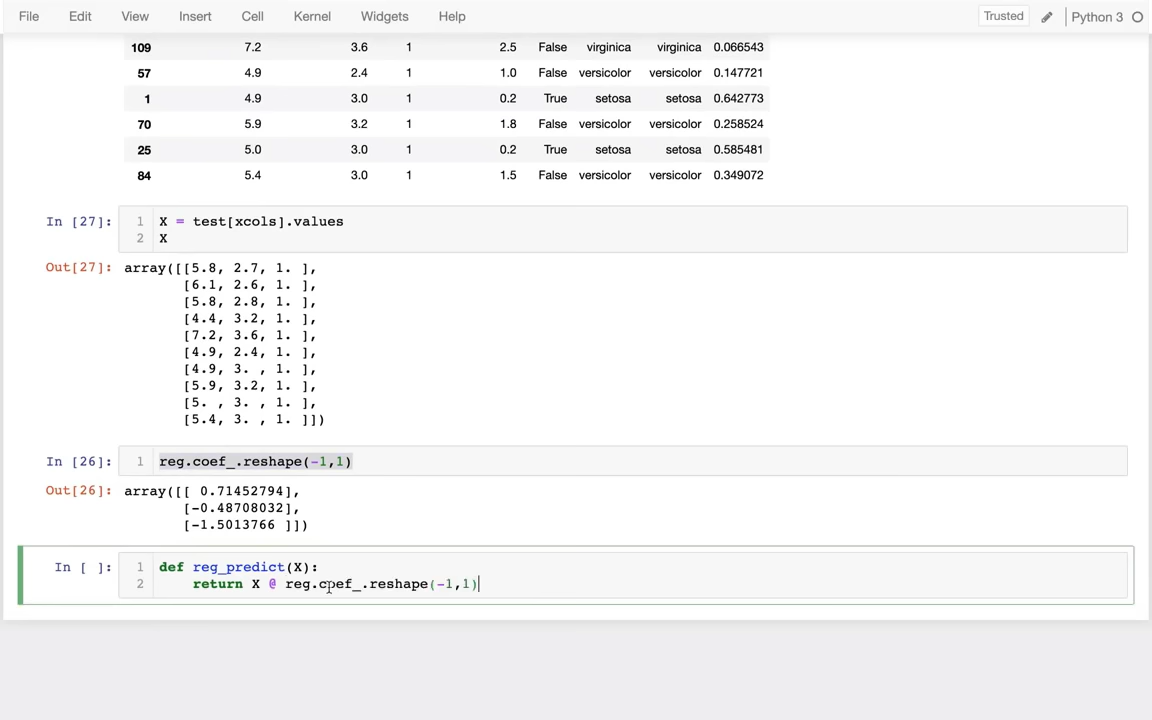 File Edit View Insert Cell Kernel Widgets Help Trusted Python 3
109 7.2 3.6 1 2.5 False virginica virginica 0.066543
57 4.9 2.4 1 1.0 False versicolor versicolor 0.147721
1 4.9 3.0 1 0.2 True setosa setosa 0.642773
70 5.9 3.2 1 1.8 False versicolor versicolor 0.258524
25 5.0 3.0 1 0.2 True setosa setosa 0.585481
84 5.4 3.0 1 1.5 False versicolor versicolor 0.349072
In [27]: 1 X = test[xcols].values
2 X
Out[27]: array([[5.8, 2.7, 1. ],
[6.1, 2.6, 1. ],
[5.8, 2.8, 1. ],
[4.4, 3.2, 1. ],
[7.2, 3.6, 1. ],
[4.9, 2.4, 1. ],
[4.9, 3. , 1. ],
[5.9, 3.2, 1. ],
[5. , 3. , 1. ],
[5.4, 3. , 1. ]])
In [26]: 1 reg.coef_.reshape(-1,1)
Out[26]: array([[ 0.71452794],
[-0.48708032],
[-1.5013766 ]])
In [ ]: 1 def reg_predict(X):
2 return X @ reg.coef_.reshape(-1,1)